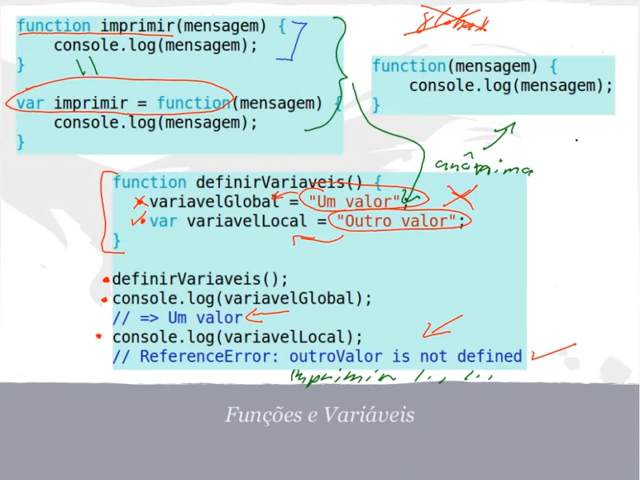 function imprimir(mensagem) {
console.log(mensagem);
}
var imprimir = function(mensagem) {
console.log(mensagem);
}
function(mensagem) {
console.log(mensagem);
}
anônima
function definirVariaveis() {
variavelGlobal = "Um valor";
var variavelLocal = "Outro valor";
}
definirVariaveis();
console.log(variavelGlobal);
// => Um valor
console.log(variavelLocal);
// ReferenceError: outroValor is not defined
imprimir
Funções e Variáveis